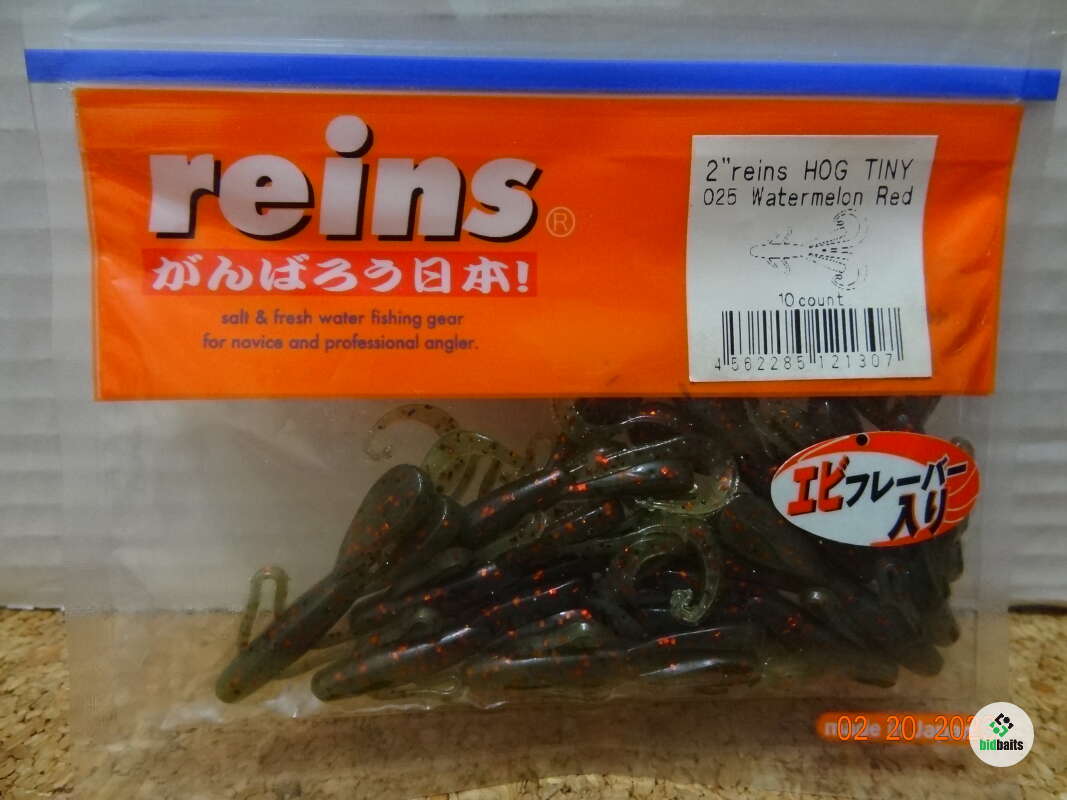 reins®
がんばろう日本!
salt & fresh water fishing gear
for novice and professional angler.
2"reins HOG TINY
025 Watermelon Red
10 count
4 562285 121307
エビフレーバー
入り
02 20 202
bidbaits